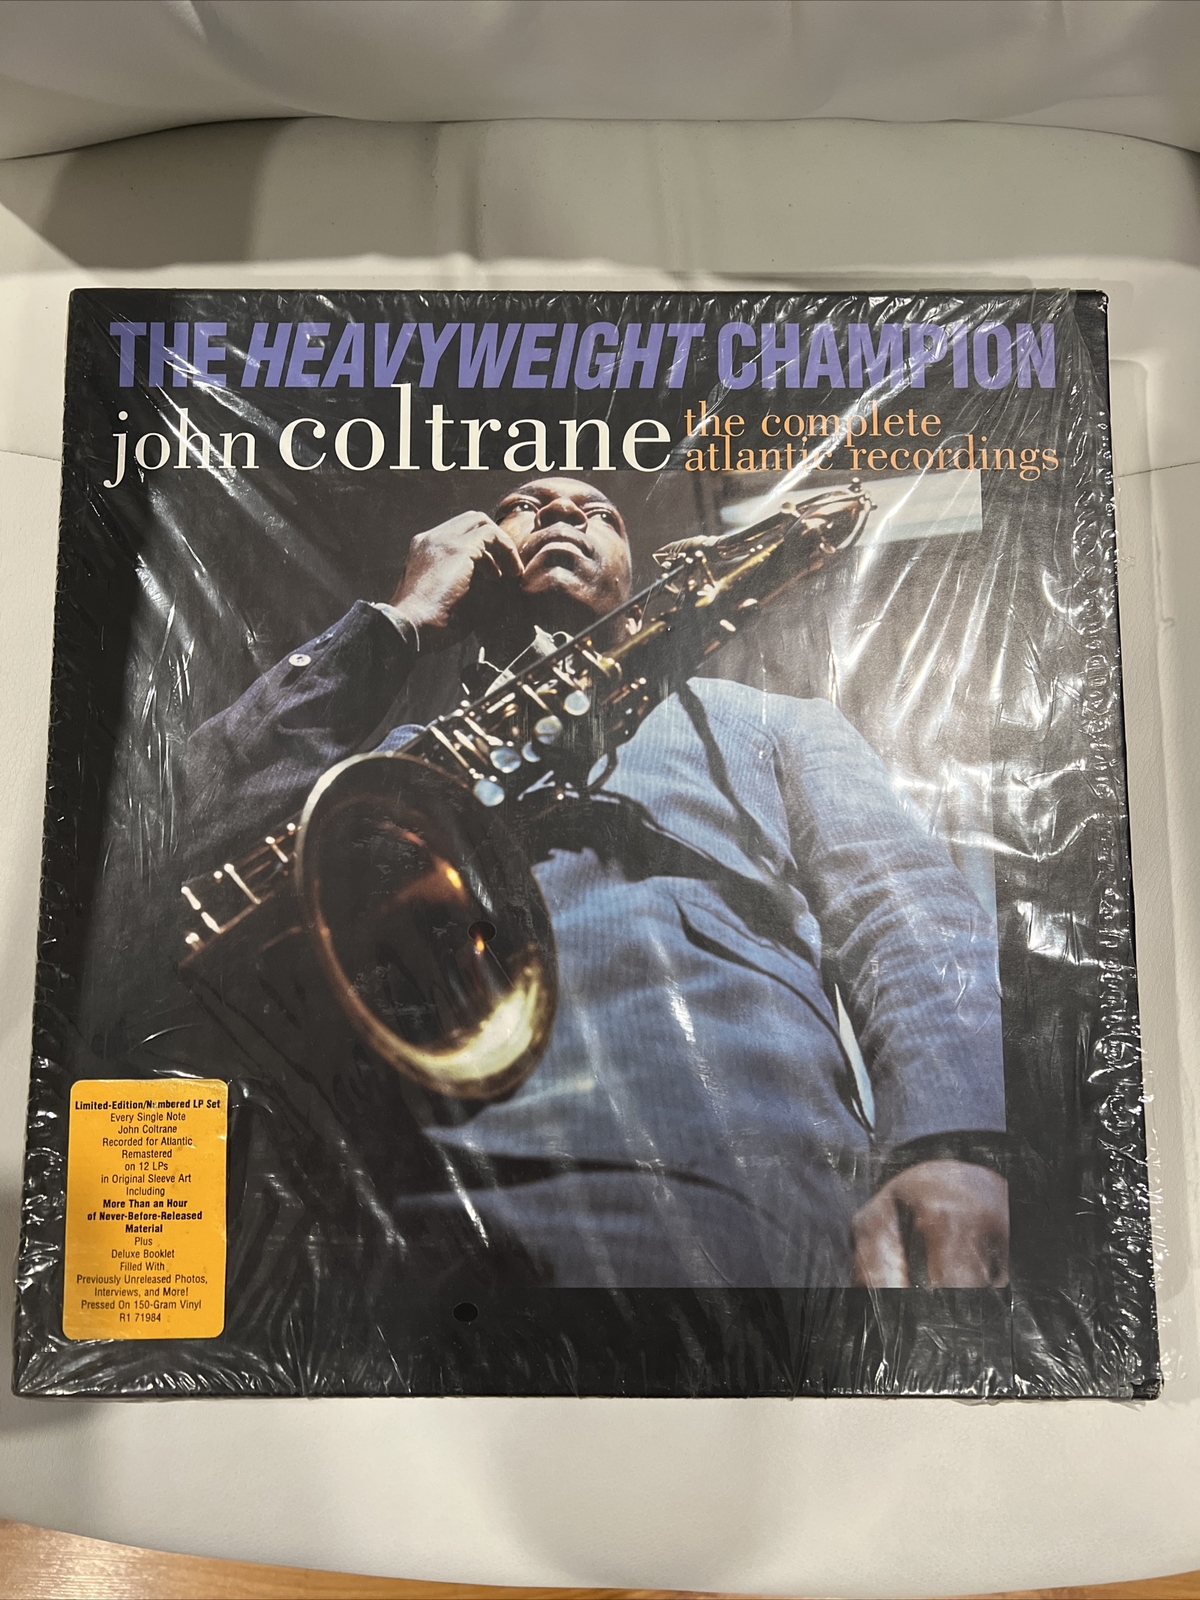 THE HEAVYWEIGHT CHAMPION
john coltrane the complete
atlantic recordings
Limited-Edition/Numbered LP Set
Every Single Note
John Coltrane
Recorded for Atlantic
Remastered
on 12 LPs
in Original Sleeve Art
Including
More Than an Hour
of Never-Before-Released
Material
Plus
Deluxe Booklet
Filled With
Previously Unreleased Photos,
Interviews, and More!
Pressed On 150-Gram Vinyl
R1 71984